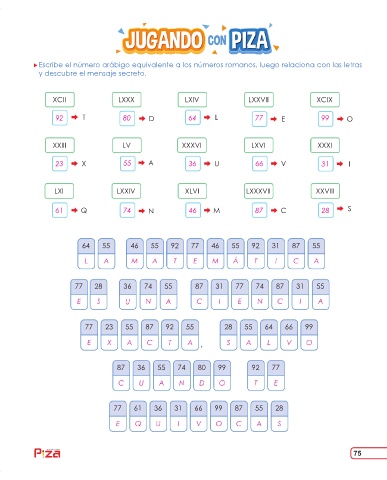 JUGANDO CON PIZA
Escribe el número arábigo equivalente a los números romanos, luego relaciona con las letras
y descubre el mensaje secreto.
XCII LXXX LXIV LXXVII XCIX
92 T 80 D 64 L 77 E 99 O
XXIII LV XXXVI LXVI XXXI
23 X 55 A 36 U 66 V 31 I
LXI LXXIV XLVI LXXXVII XXVIII
61 Q 74 N 46 M 87 C 28 S
64 55 46 55 92 77 46 55 92 31 87 55
L A M A T E M Á T I C A
77 28 36 74 55 87 31 77 74 87 31 55
E S U N A C I E N C I A
77 23 55 87 92 55 28 55 64 66 99
E X A C T A , S A L V O
87 36 55 74 80 99 92 77
C U A N D O T E
77 61 36 31 66 99 87 55 28
E Q U I V O C A S
Piza 75